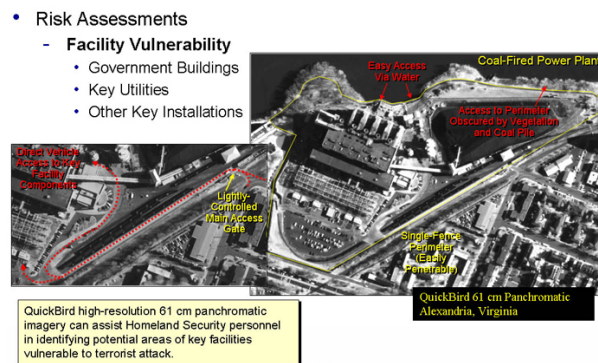 • Risk Assessments
- Facility Vulnerability
• Government Buildings
• Key Utilities
• Other Key Installations
Coal-Fired Power Plant
Easy Access
Via Water
Access to Perimeter
Obscured by Vegetation
and Coal Pile
Direct Vehicle
Access to Key
Facility
Components
Lightly-
Controlled
Main Access
Gate
Single-Fence
Perimeter
(Easily
Penetrable)
QuickBird 61 cm Panchromatic
Alexandria, Virginia
QuickBird high-resolution 61 cm panchromatic
imagery can assist Homeland Security personnel
in identifying potential areas of key facilities
vulnerable to terrorist attack.